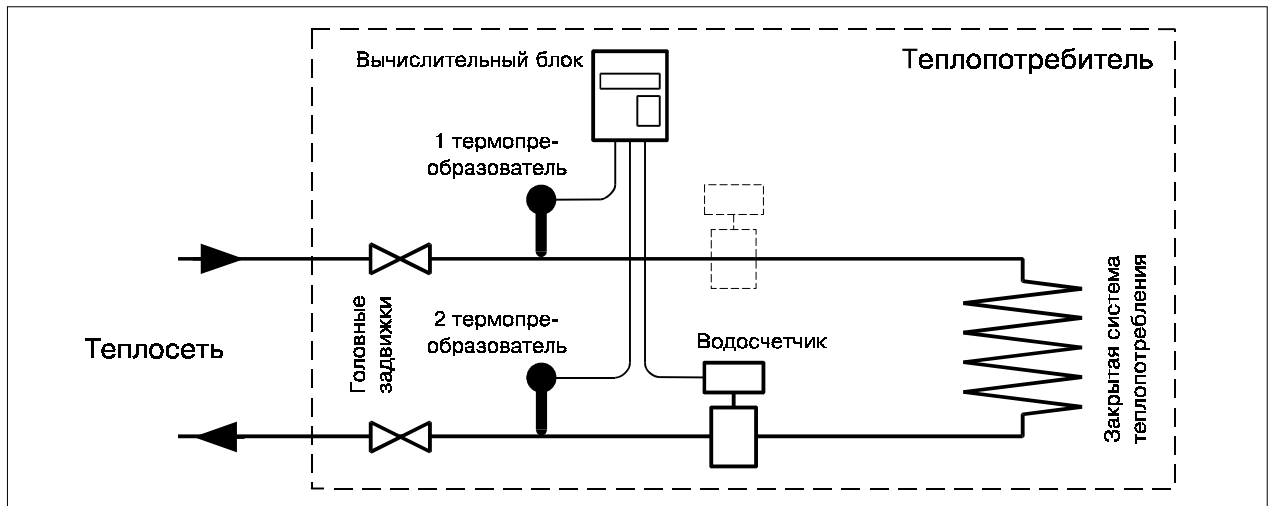 Вычислительный блок
Теплопотребитель
1 термопре-
образователь
Теплосеть
Головные
задвижки
2 термопре-
образователь
Водосчетчик
Закрытая система
теплопотребления